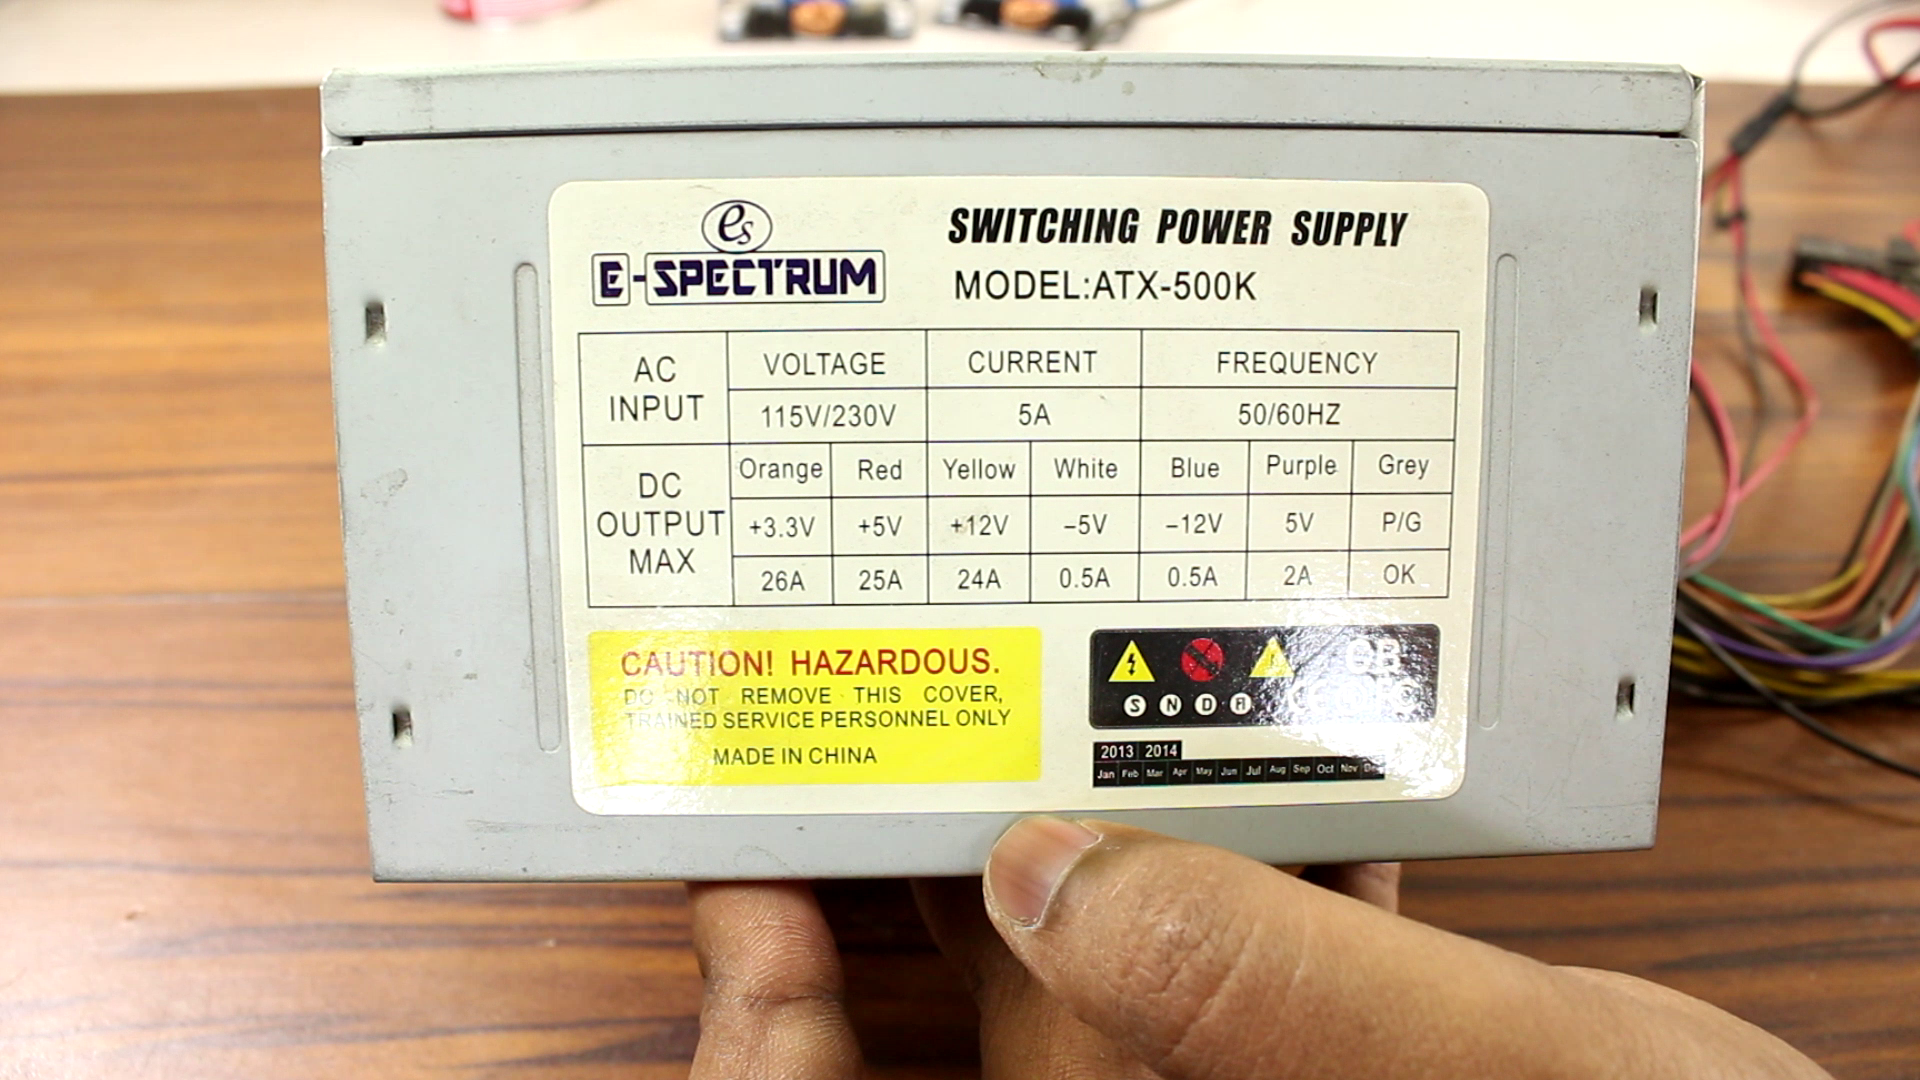 es
E-SPECTRUM
SWITCHING POWER SUPPLY
MODEL:ATX-500K
AC INPUT
VOLTAGE CURRENT FREQUENCY
115V/230V 5A 50/60HZ
DC OUTPUT MAX
Orange Red Yellow White Blue Purple Grey
+3.3V +5V +12V -5V -12V 5V P/G
26A 25A 24A 0.5A 0.5A 2A OK
CAUTION! HAZARDOUS.
DO NOT REMOVE THIS COVER,
TRAINED SERVICE PERSONNEL ONLY
MADE IN CHINA
S N D
2013 2014
Jan Feb Mar Apr May Jun Jul Aug Sep Oct Nov